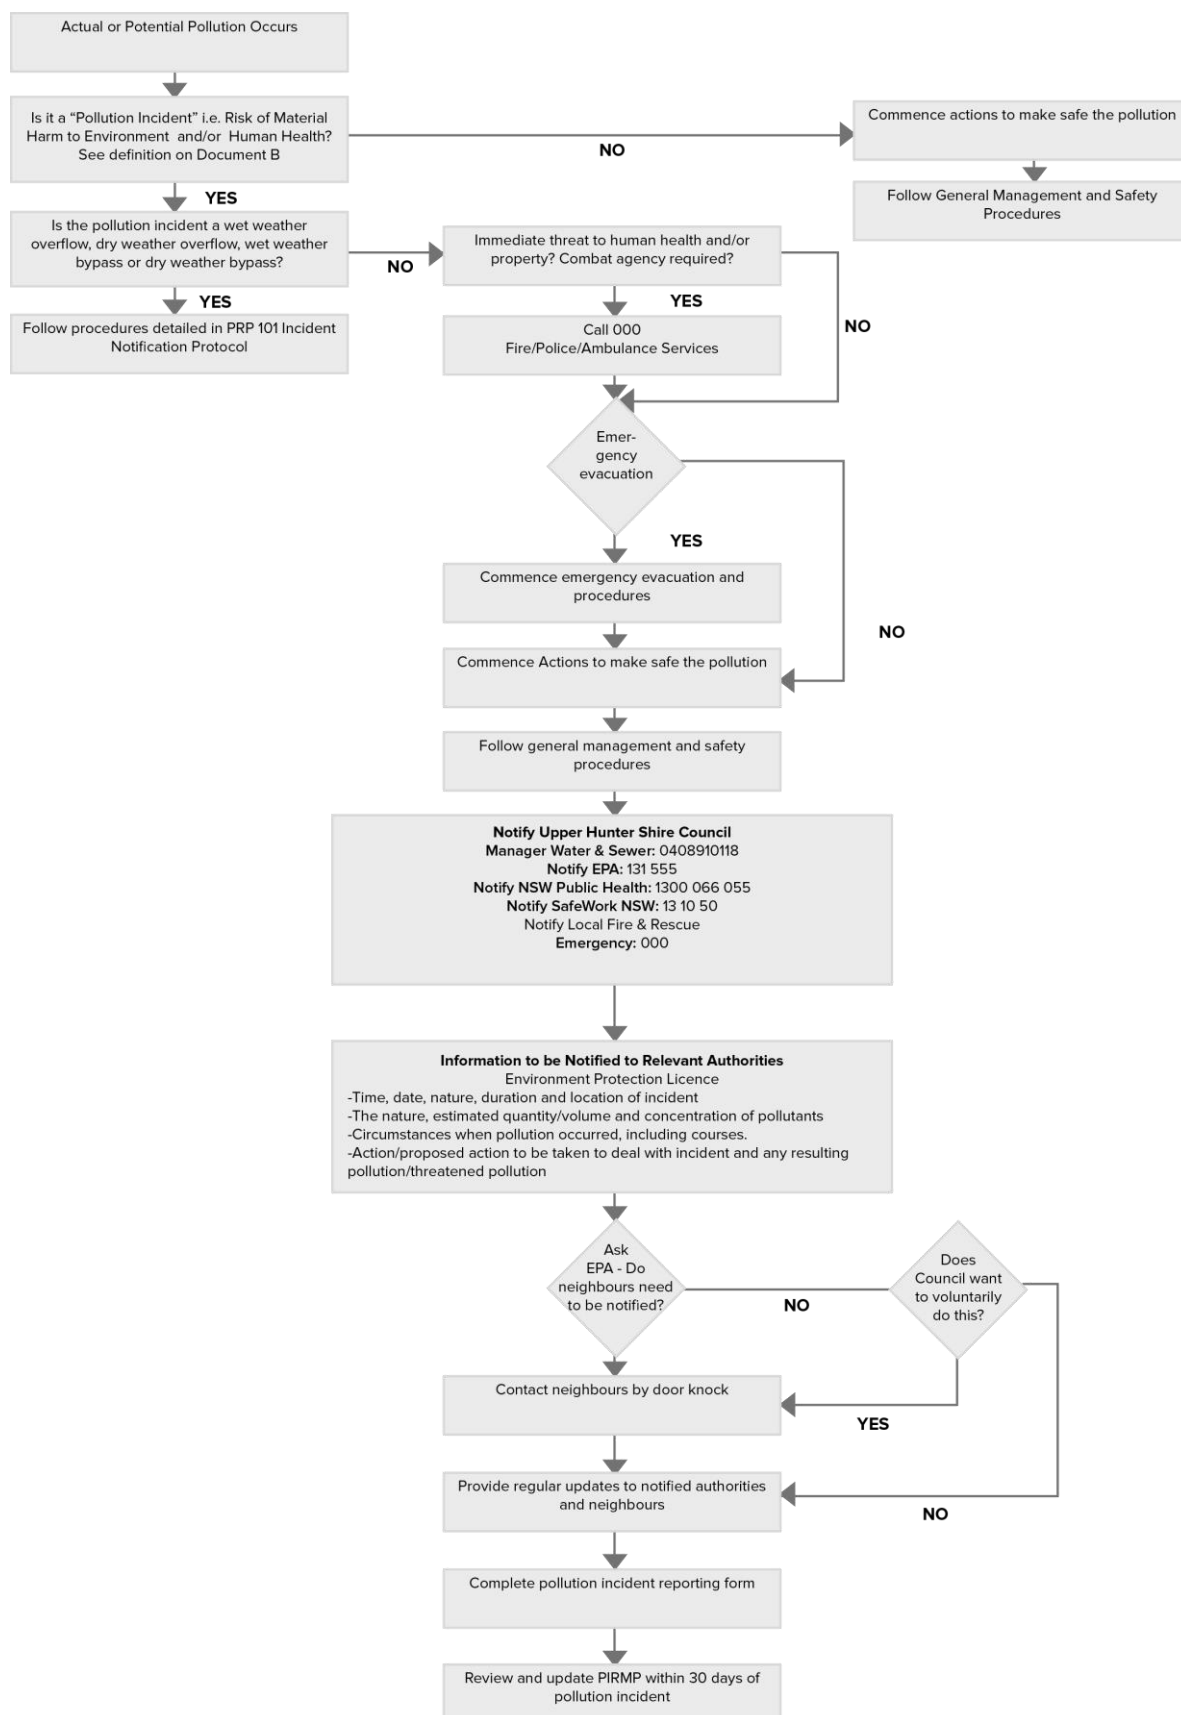 Actual or Potential Pollution Occurs
Is it a “Pollution Incident” i.e. Risk of Material
Harm to Environment and/or Human Health?
See definition on Document B
NO
Commence actions to make safe the pollution
Follow General Management and Safety
Procedures
YES
Is the pollution incident a wet weather
overflow, dry weather overflow, wet weather
bypass or dry weather bypass?
NO
Immediate threat to human health and/or
property? Combat agency required?
YES
Follow procedures detailed in PRP 101 Incident
Notification Protocol
YES
NO
Call 000
Fire/Police/Ambulance Services
Emer-
gency
evacuation
YES
NO
Commence emergency evacuation and
procedures
Commence Actions to make safe the pollution
Follow general management and safety
procedures
Notify Upper Hunter Shire Council
Manager Water & Sewer: 0408910118
Notify EPA: 131 555
Notify NSW Public Health: 1300 066 055
Notify SafeWork NSW: 13 10 50
Notify Local Fire & Rescue
Emergency: 000
Information to be Notified to Relevant Authorities
Environment Protection Licence
-Time, date, nature, duration and location of incident
-The nature, estimated quantity/volume and concentration of pollutants
-Circumstances when pollution occurred, including courses.
-Action/proposed action to be taken to deal with incident and any resulting
pollution/threatened pollution
Ask
EPA - Do
neighbours need
to be notified?
NO
Does
Council want
to voluntarily
do this?
Contact neighbours by door knock
YES
Provide regular updates to notified authorities
and neighbours
NO
Complete pollution incident reporting form
Review and update PIRMP within 30 days of
pollution incident